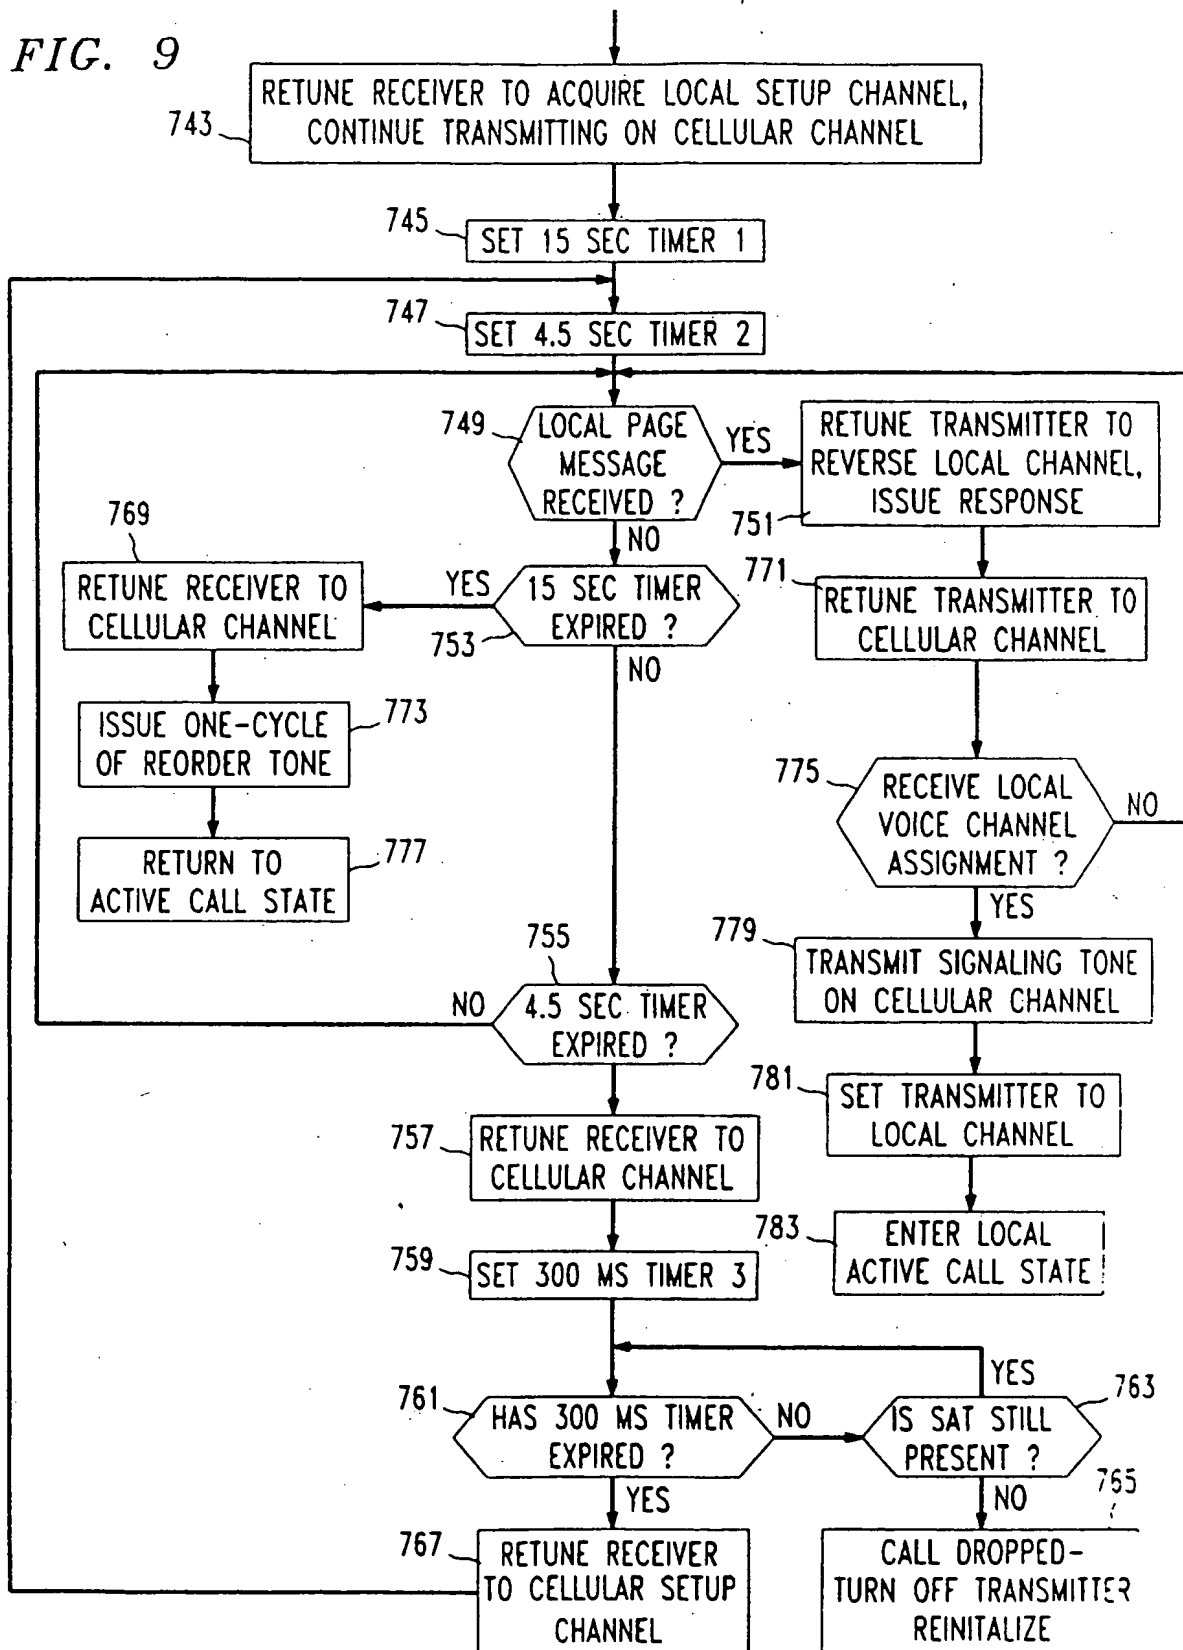 FIG. 9
743
RETUNE RECEIVER TO ACQUIRE LOCAL SETUP CHANNEL,
CONTINUE TRANSMITTING ON CELLULAR CHANNEL
745
SET 15 SEC TIMER 1
747
SET 4.5 SEC TIMER 2
749
LOCAL PAGE
MESSAGE
RECEIVED ?
YES
NO
751
RETUNE TRANSMITTER TO
REVERSE LOCAL CHANNEL,
ISSUE RESPONSE
753
15 SEC TIMER
EXPIRED ?
YES
NO
769
RETUNE RECEIVER TO
CELLULAR CHANNEL
771
RETUNE TRANSMITTER TO
CELLULAR CHANNEL
773
ISSUE ONE-CYCLE
OF REORDER TONE
775
RECEIVE LOCAL
VOICE CHANNEL
ASSIGNMENT ?
NO
YES
777
RETURN TO
ACTIVE CALL STATE
755
4.5 SEC TIMER
EXPIRED ?
NO
779
TRANSMIT SIGNALING TONE
ON CELLULAR CHANNEL
757
RETUNE RECEIVER TO
CELLULAR CHANNEL
781
SET TRANSMITTER TO
LOCAL CHANNEL
759
SET 300 MS TIMER 3
783
ENTER LOCAL
ACTIVE CALL STATE
761
HAS 300 MS TIMER
EXPIRED ?
NO
YES
763
IS SAT STILL
PRESENT ?
YES
NO
767
RETUNE RECEIVER
TO CELLULAR SETUP
CHANNEL
765
CALL DROPPED-
TURN OFF TRANSMITTER
REINITALIZE